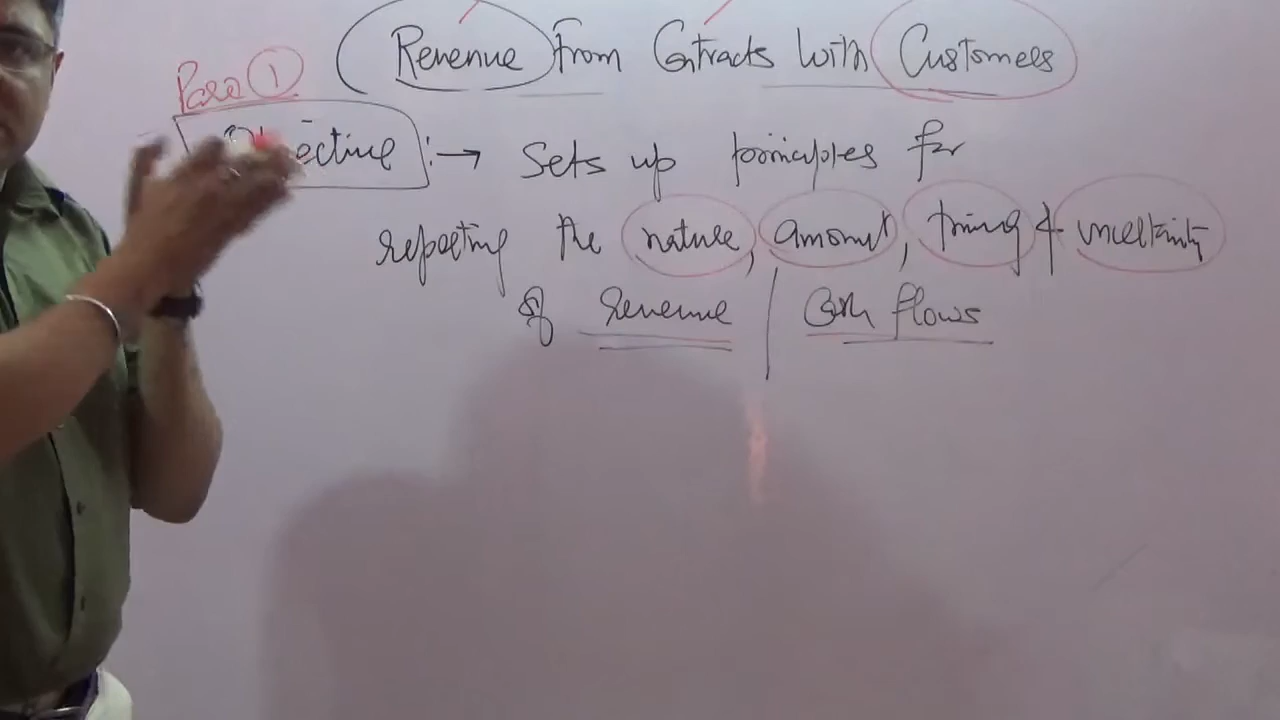 Revenue from Contracts with Customers
Para 1
Objective :→ Sets up principles for
reporting the nature, amount, timing & uncertainty
of revenue | Cash flows